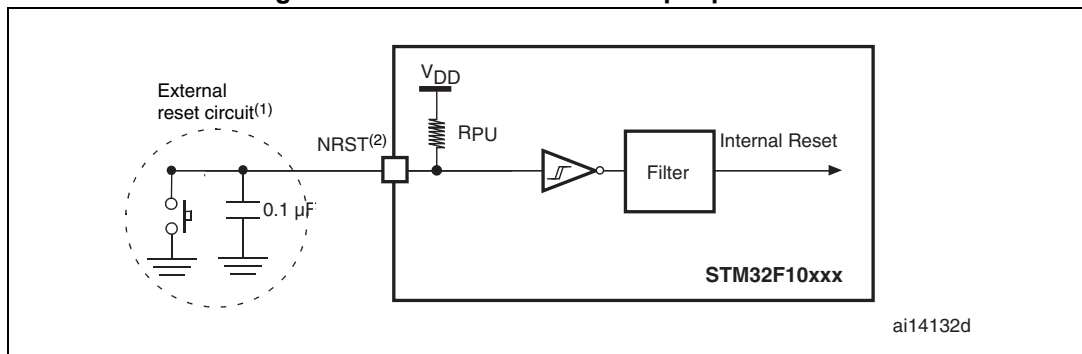 External
reset circuit(1)
NRST(2)
VDD
RPU
0.1 µF
Filter
Internal Reset
STM32F10xxx
ai14132d